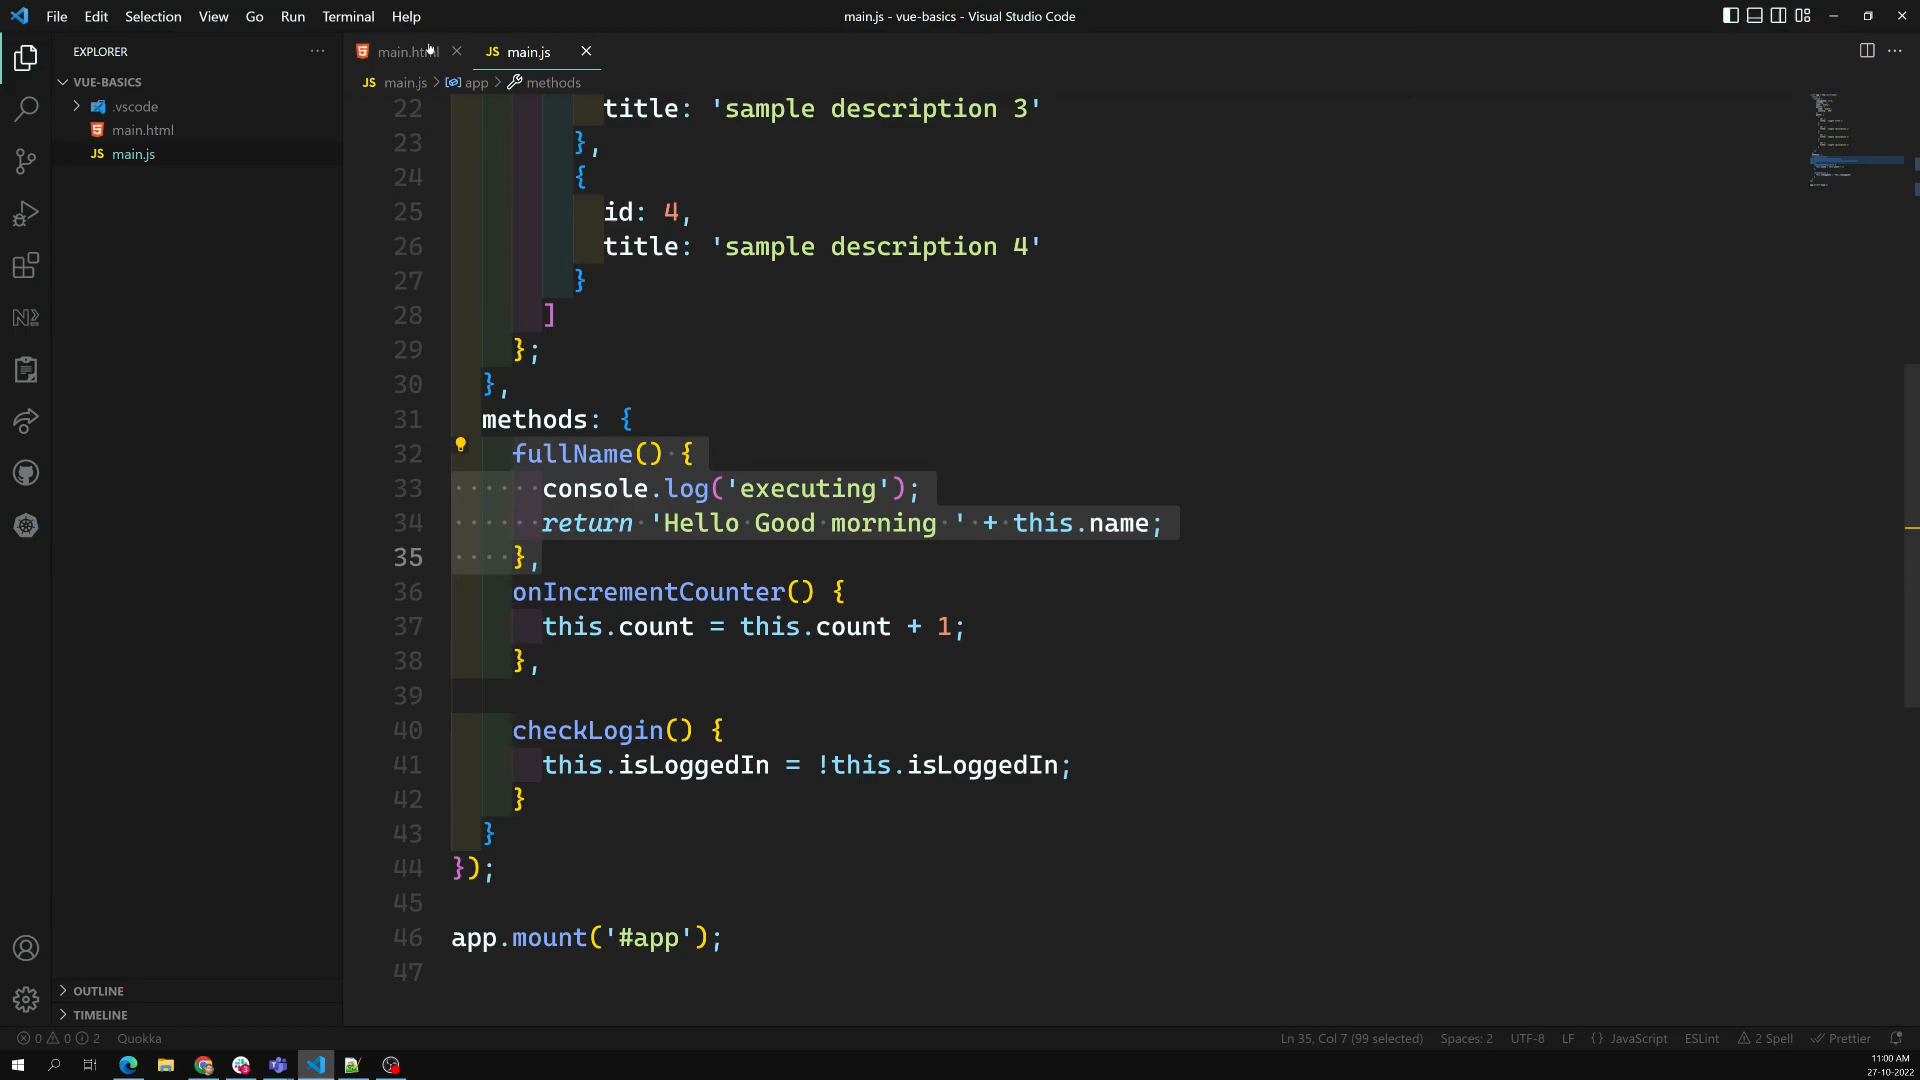 File Edit Selection View Go Run Terminal Help
main.js - vue-basics - Visual Studio Code
EXPLORER
VUE-BASICS
.vscode
main.html
JS main.js
OUTLINE
TIMELINE
main.html JS main.js
JS main.js > app > methods
22 title: 'sample description 3'
23 },
24 {
25 id: 4,
26 title: 'sample description 4'
27 }
28 ]
29 };
30 },
31 methods: {
32 fullName() {
33 console.log('executing');
34 return 'Hello Good morning ' + this.name;
35 },
36 onIncrementCounter() {
37 this.count = this.count + 1;
38 },
39
40 checkLogin() {
41 this.isLoggedIn = !this.isLoggedIn;
42 }
43 }
44 });
45
46 app.mount('#app');
47
0 0 2 Quokka
Ln 35, Col 7 (99 selected) Spaces: 2 UTF-8 LF {} JavaScript ESLint 2 Spell Prettier
11:00 AM
27-10-2022